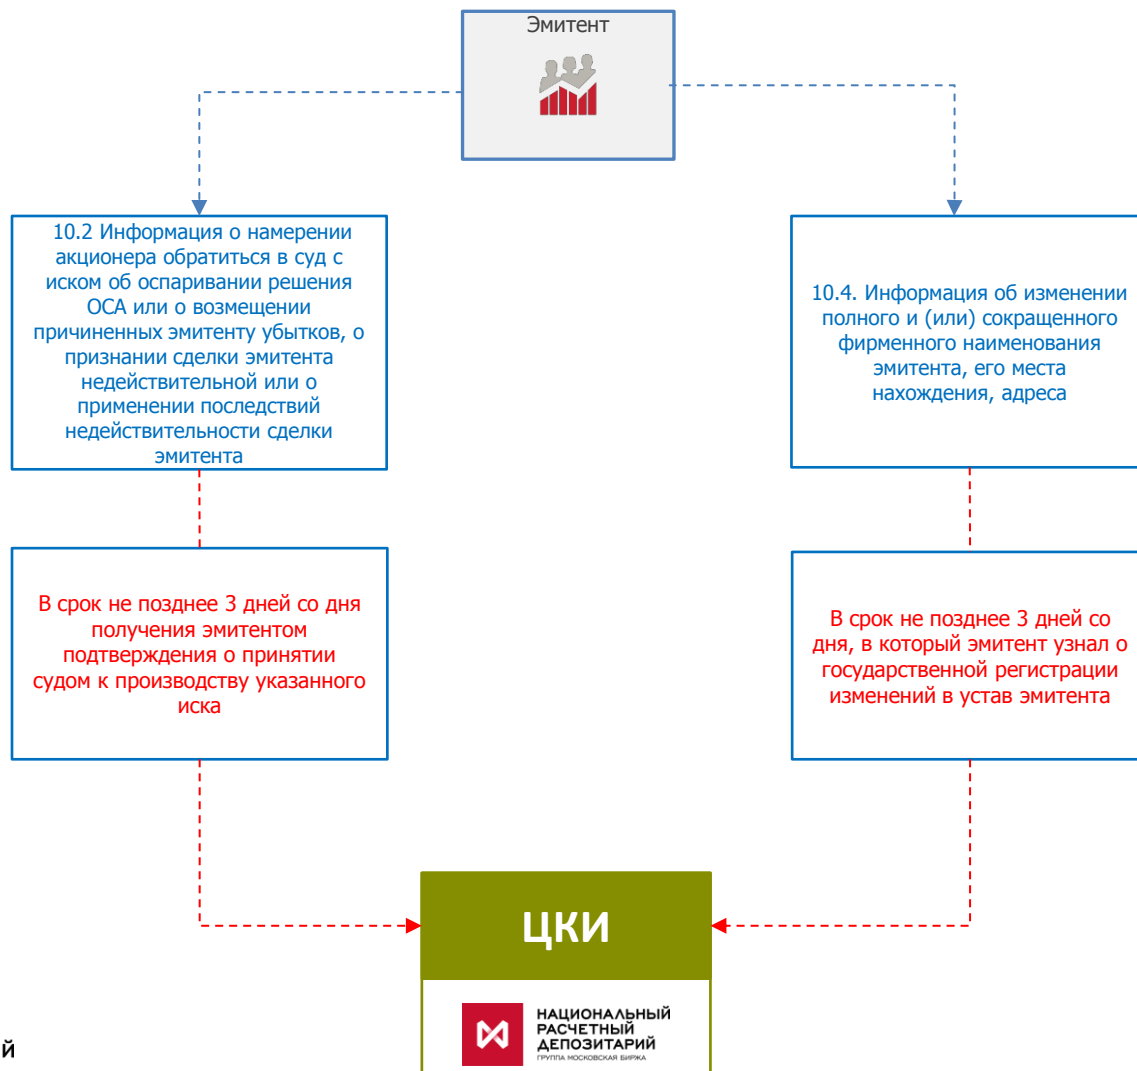 Эмитент
10.2 Информация о намерении
акционера обратиться в суд с
иском об оспаривании решения
ОСА или о возмещении
причиненных эмитенту убытков, о
признании сделки эмитента
недействительной или о
применении последствий
недействительности сделки
эмитента
10.4. Информация об изменении
полного и (или) сокращенного
фирменного наименования
эмитента, его места
нахождения, адреса
В срок не позднее 3 дней со дня
получения эмитентом
подтверждения о принятии
судом к производству указанного
иска
В срок не позднее 3 дней со
дня, в который эмитент узнал о
государственной регистрации
изменений в устав эмитента
ЦКИ
НАЦИОНАЛЬНЫЙ
РАСЧЕТНЫЙ
ДЕПОЗИТАРИЙ
ГРУППА МОСКОВСКАЯ БИРЖА
й